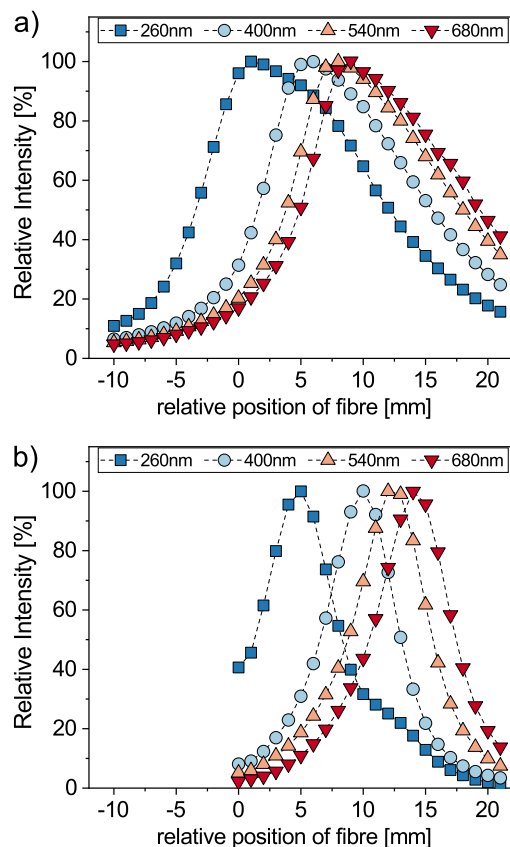 a)
260nm 400nm 540nm 680nm
Relative Intensity [%]
100
80
60
40
20
0
-10 -5 0 5 10 15 20
relative position of fibre [mm]
b)
260nm 400nm 540nm 680nm
Relative Intensity [%]
100
80
60
40
20
0
-10 -5 0 5 10 15 20
relative position of fibre [mm]